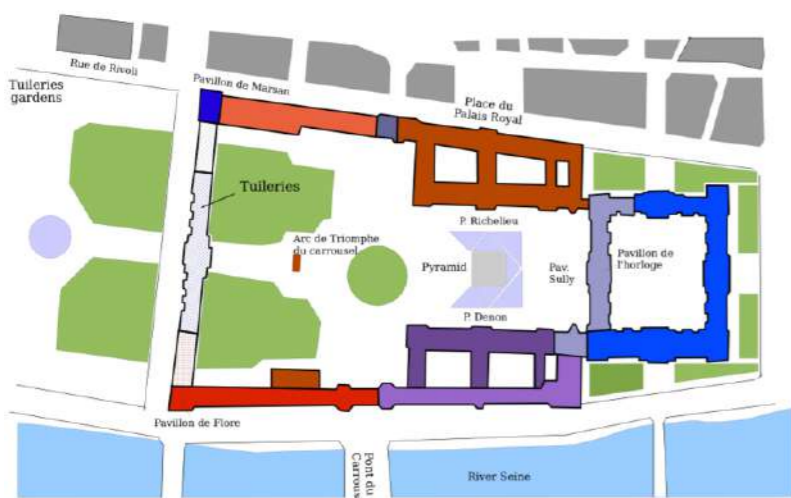 Rue de Rivoli
Tuileries
gardens
Pavillon de Marsan
Place du
Palais Royal
Tuileries
P. Richelieu
Arc de Triomphe
du carrousel
Pyramid
Pav.
Sully
Pavillon de
l'horloge
P. Denon
Pavillon de Flore
Pont du
River Seine